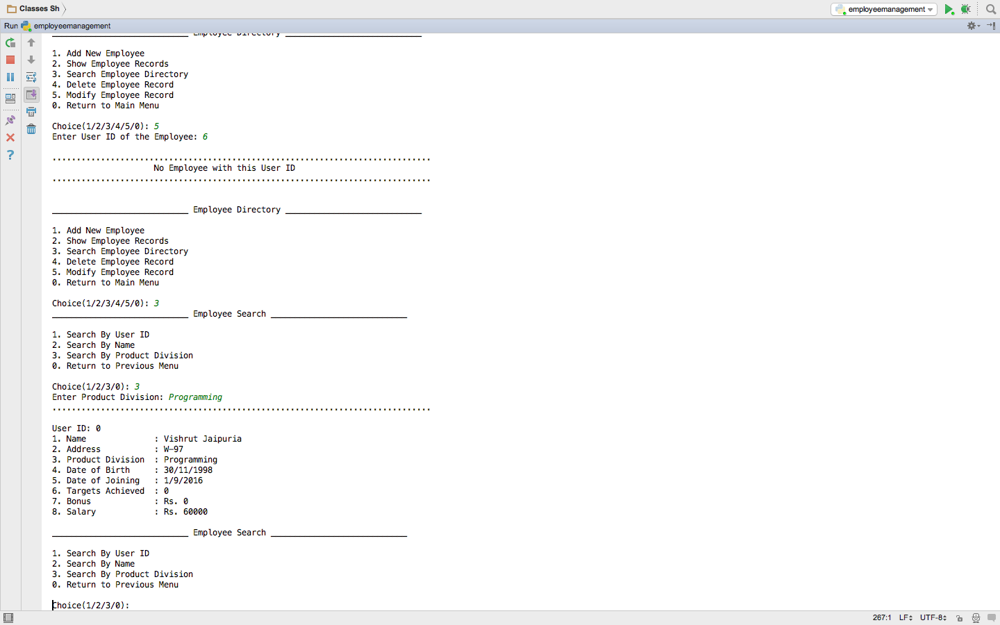 Classes Sh
employeemanagement
Run employeemanagement
____________________________ Employee Directory ____________________________
1. Add New Employee
2. Show Employee Records
3. Search Employee Directory
4. Delete Employee Record
5. Modify Employee Record
0. Return to Main Menu
Choice(1/2/3/4/5/0): 5
Enter User ID of the Employee: 6
..............................................................................
No Employee with this User ID
..............................................................................
____________________________ Employee Directory ____________________________
1. Add New Employee
2. Show Employee Records
3. Search Employee Directory
4. Delete Employee Record
5. Modify Employee Record
0. Return to Main Menu
Choice(1/2/3/4/5/0): 3
____________________________ Employee Search ____________________________
1. Search By User ID
2. Search By Name
3. Search By Product Division
0. Return to Previous Menu
Choice(1/2/3/0): 3
Enter Product Division: Programming
..............................................................................
User ID: 0
1. Name : Vishrut Jaipuria
2. Address : W-97
3. Product Division : Programming
4. Date of Birth : 30/11/1998
5. Date of Joining : 1/9/2016
6. Targets Achieved : 0
7. Bonus : Rs. 0
8. Salary : Rs. 60000
____________________________ Employee Search ____________________________
1. Search By User ID
2. Search By Name
3. Search By Product Division
0. Return to Previous Menu
Choice(1/2/3/0):
267:1 LF UTF-8